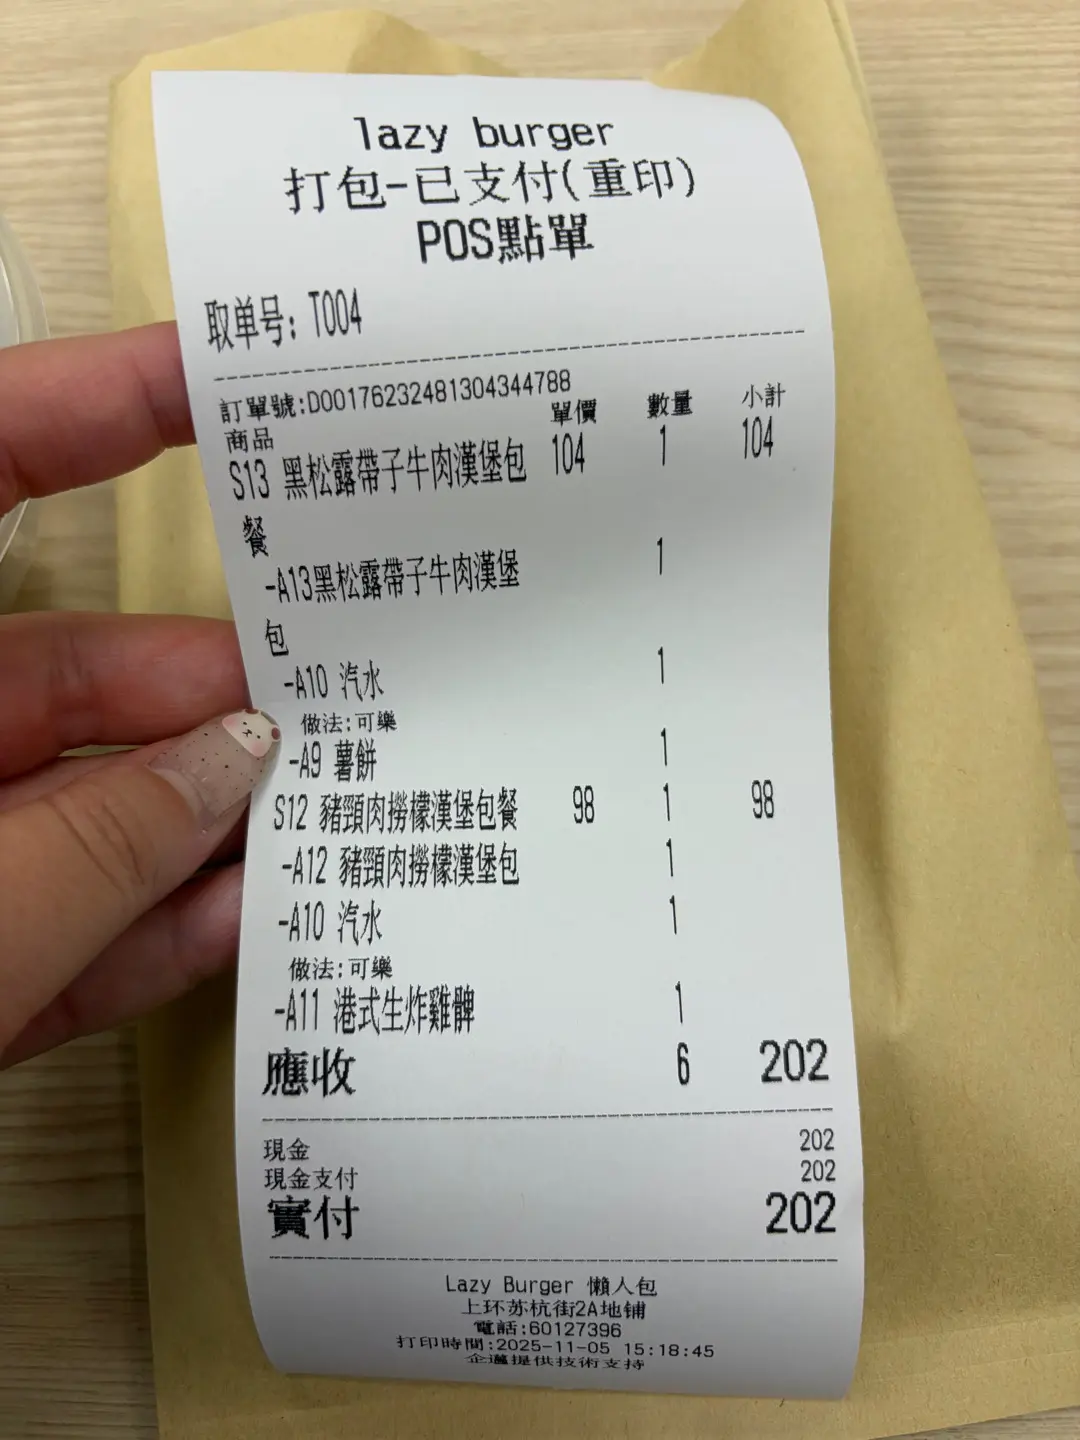 lazy burger
打包-已支付(重印)
POS點單
取单号: T004
訂單號:D00176232481304344788
商品 單價 數量 小計
S13 黑松露帶子牛肉漢堡包 104 1 104
餐
-A13黑松露帶子牛肉漢堡 1
包
-A10 汽水 1
做法:可樂
-A9 薯餅 1
S12 豬頸肉撈檬漢堡包餐 98 1 98
-A12 豬頸肉撈檬漢堡包 1
-A10 汽水 1
做法:可樂
-A11 港式生炸雞髀 1
應收 6 202
現金 202
現金支付 202
實付 202
Lazy Burger 懶人包
上环苏杭街2A地铺
電話:60127396
打印時間:2025-11-05 15:18:45
企邁提供技術支持